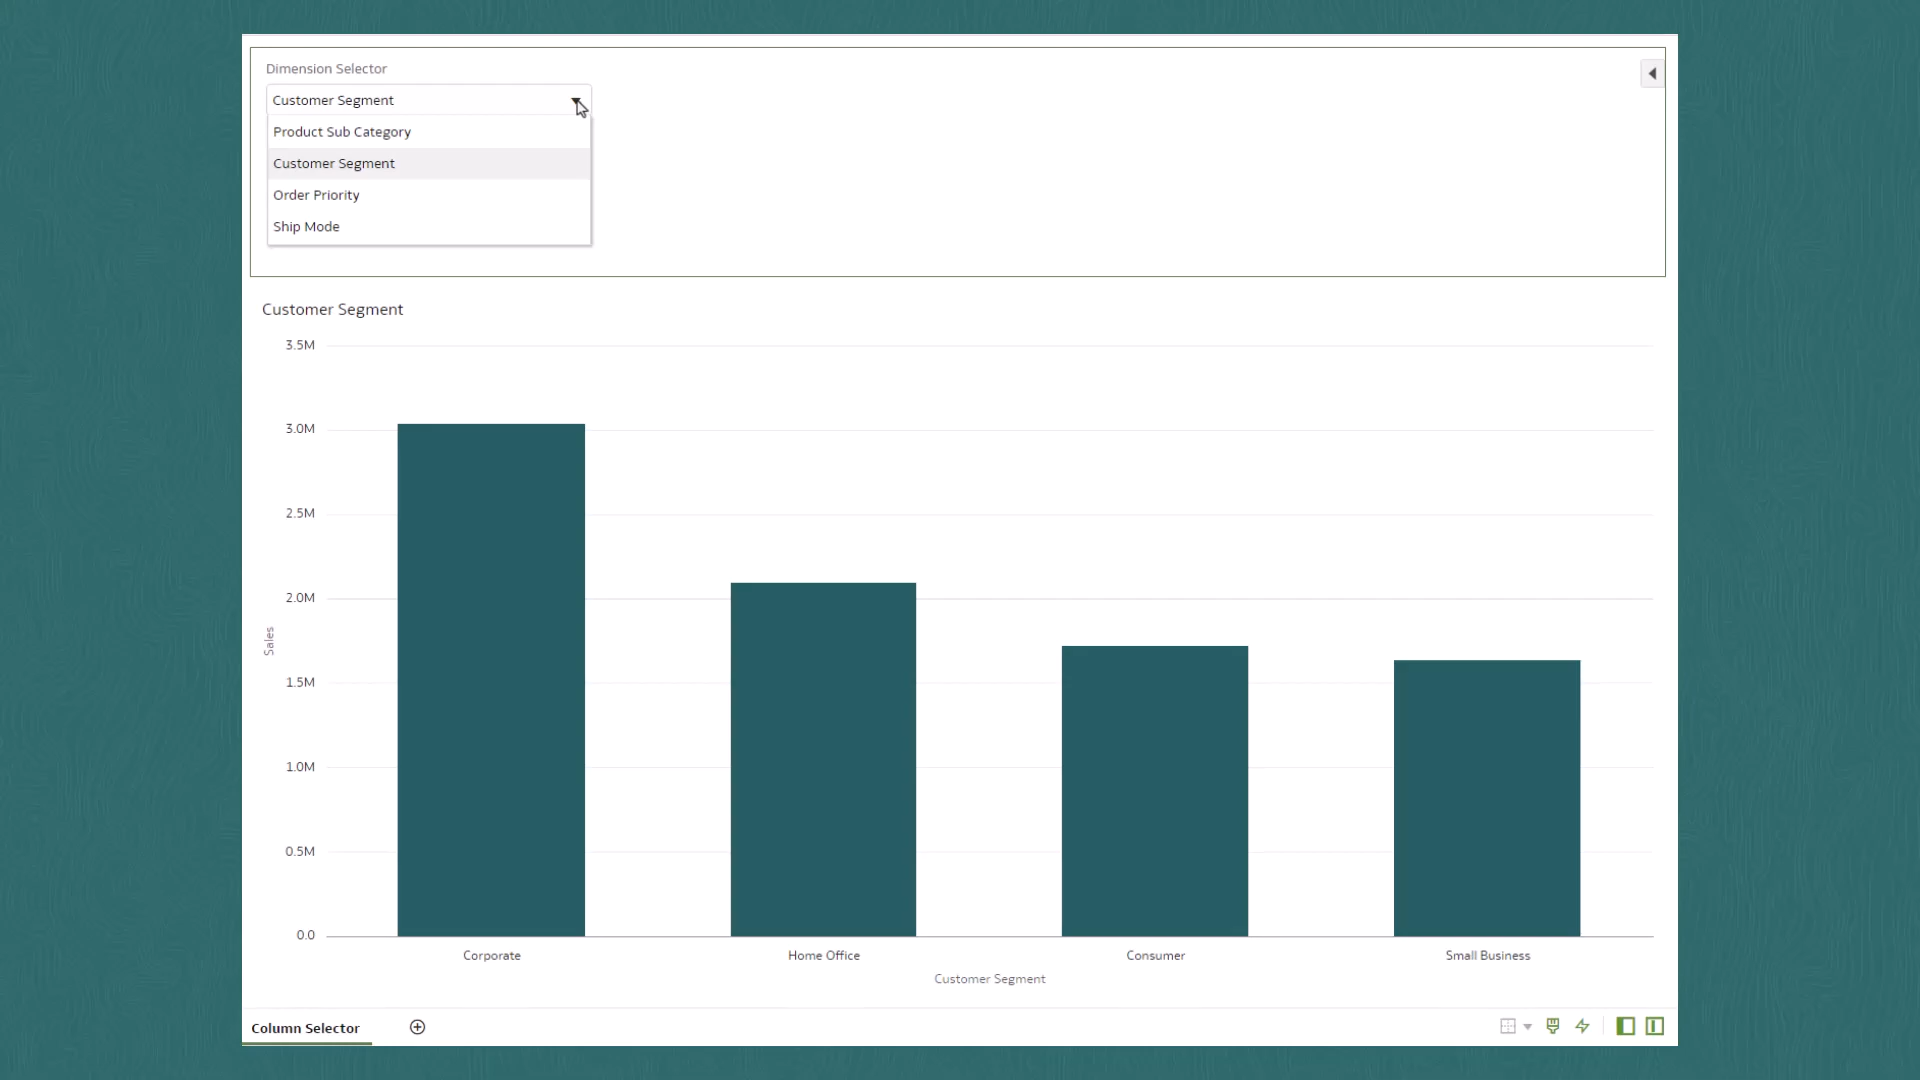 Dimension Selector
Customer Segment
Product Sub Category
Customer Segment
Order Priority
Ship Mode
Customer Segment
3.5M
3.0M
2.5M
2.0M
1.5M
1.0M
0.5M
0.0
Sales
Corporate
Home Office
Consumer
Small Business
Customer Segment
Column Selector